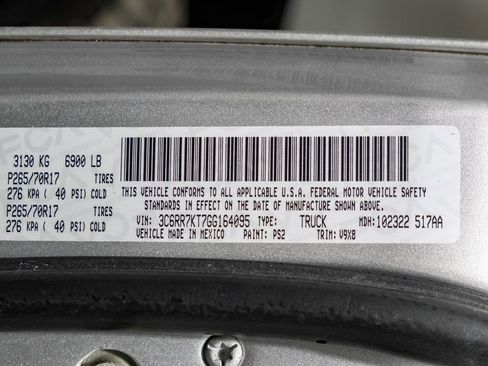 3130 KG 6900 LB
P265/70R17 TIRES
276 KPA ( 40 PSI) COLD
P265/70R17 TIRES
276 KPA ( 40 PSI) COLD
THIS VEHICLE CONFORMS TO ALL APPLICABLE U.S.A. FEDERAL MOTOR VEHICLE SAFETY
STANDARDS IN EFFECT ON THE DATE OF MANUFACTURE SHOWN ABOVE.
VIN: 3C6RR7KT7GG164095 TYPE: TRUCK MDH: 102322 517AA
VEHICLE MADE IN MEXICO PAINT: PS2 TRIM: V9X8